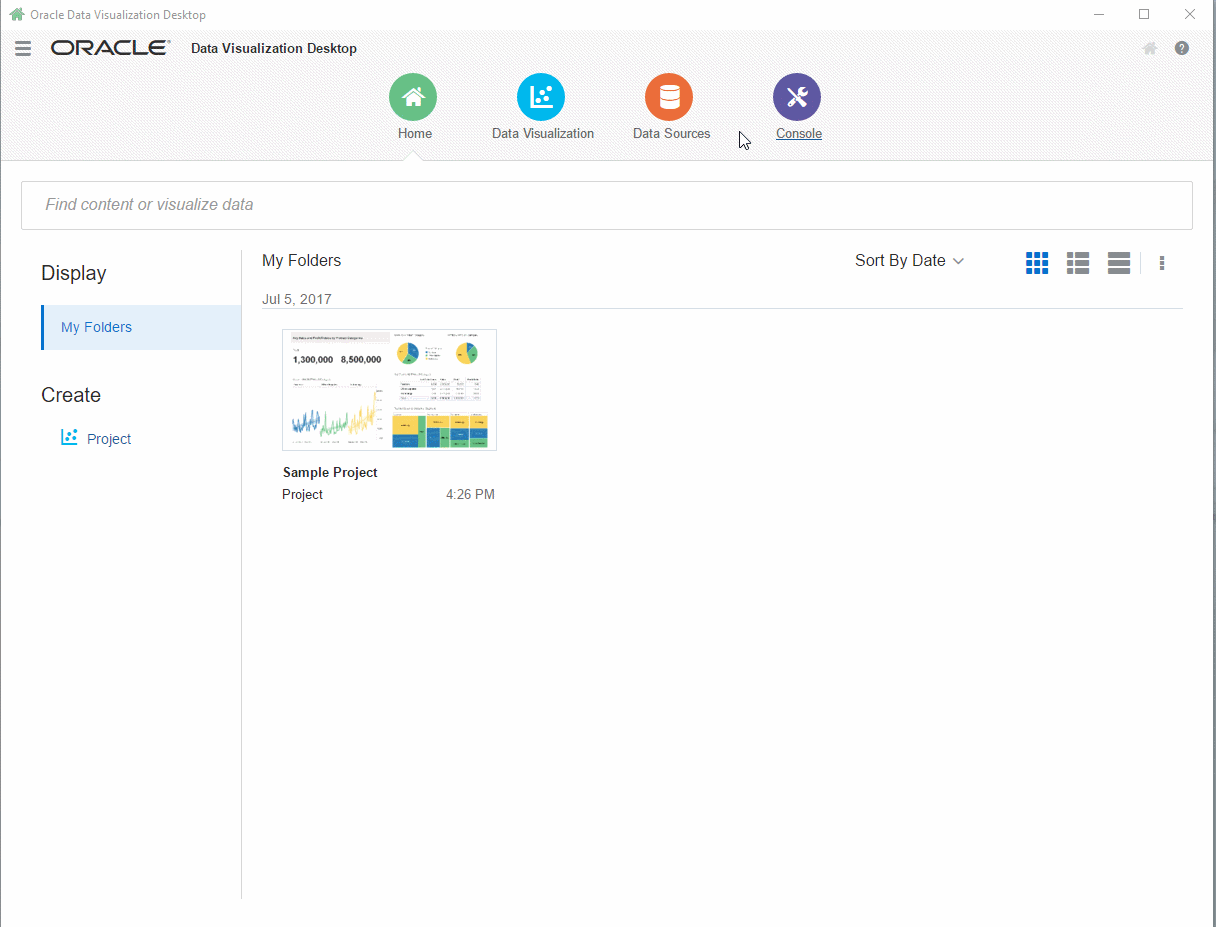 Oracle Data Visualization Desktop
ORACLE Data Visualization Desktop
Home Data Visualization Data Sources Console
Find content or visualize data
Display
My Folders
Create
Project
My Folders Sort By Date
Jul 5, 2017
1,300,000 8,500,000
Sample Project
Project 4:26 PM